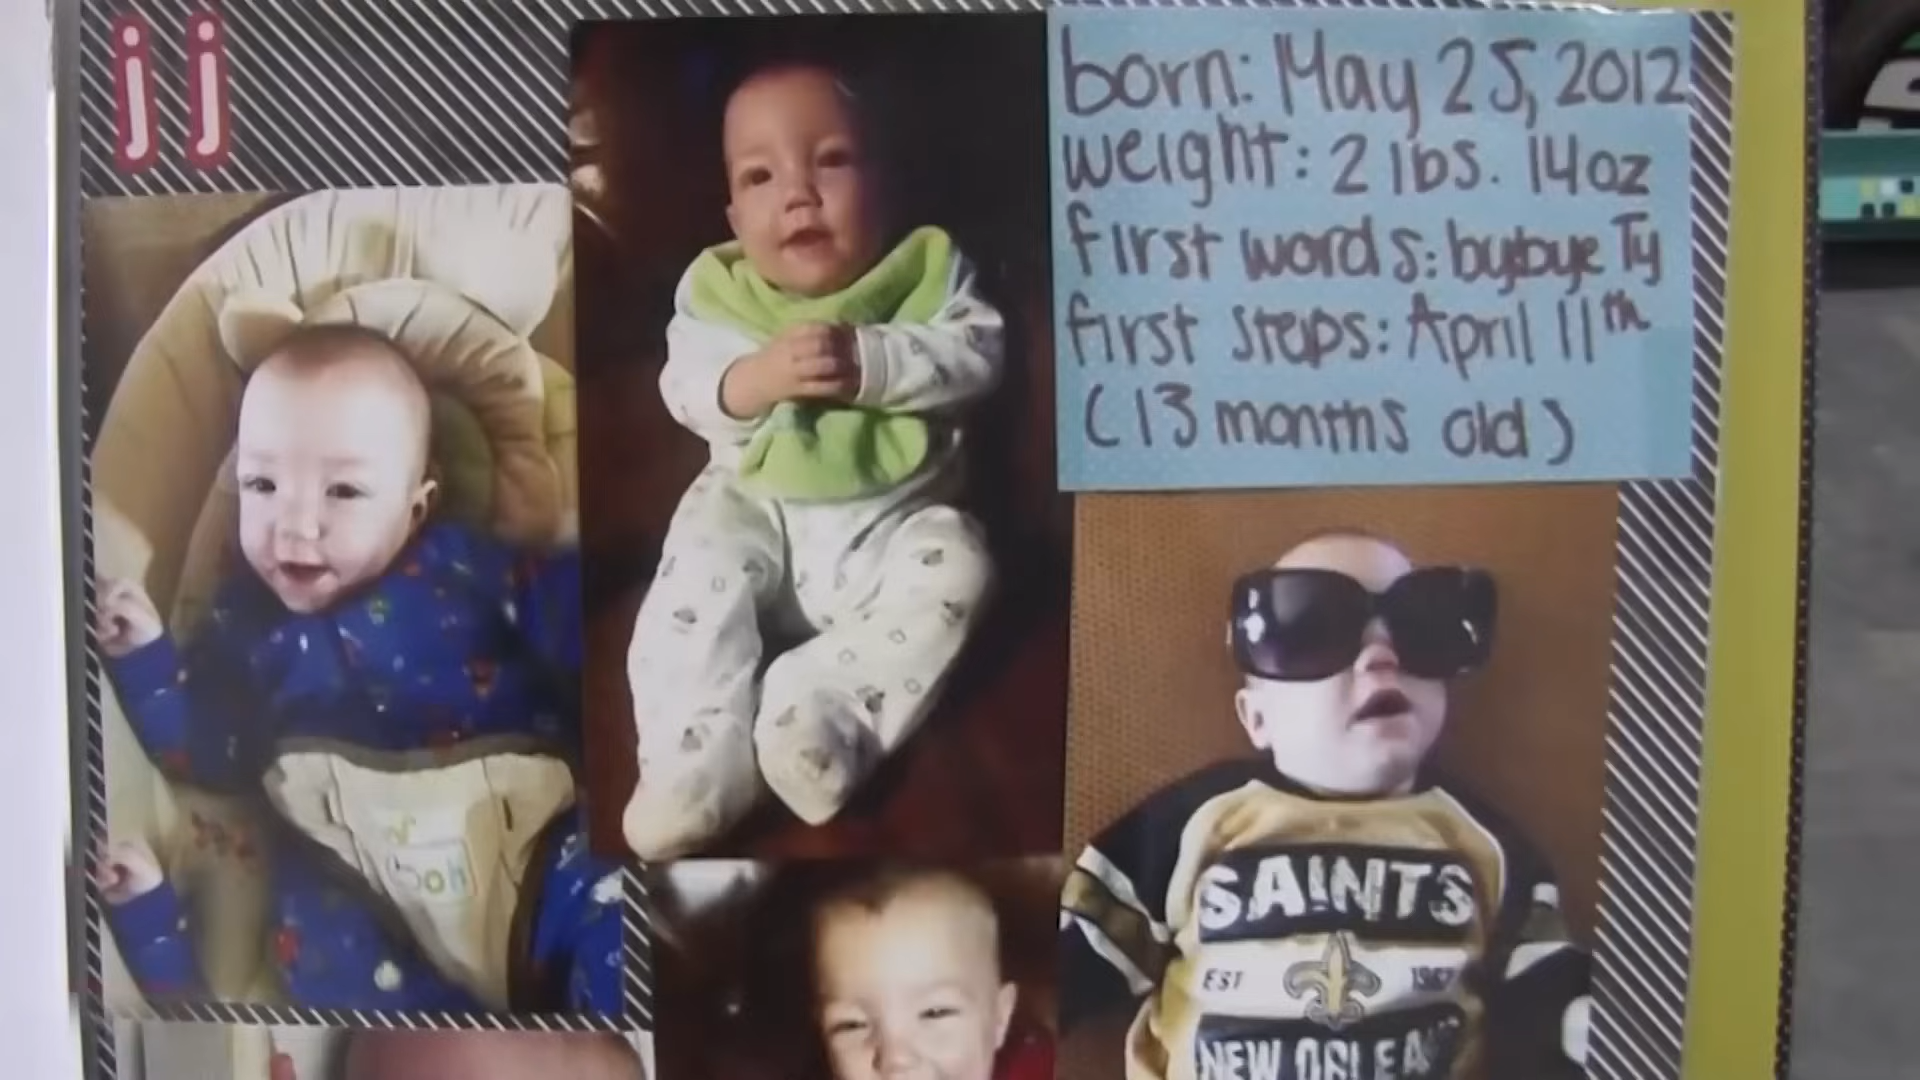 jj
born: May 25, 2012
weight: 2 lbs. 14oz
first words: byebye Ty
first steps: April 11th
(13 months old)
SAINTS
EST 1967
NEW ORLEA